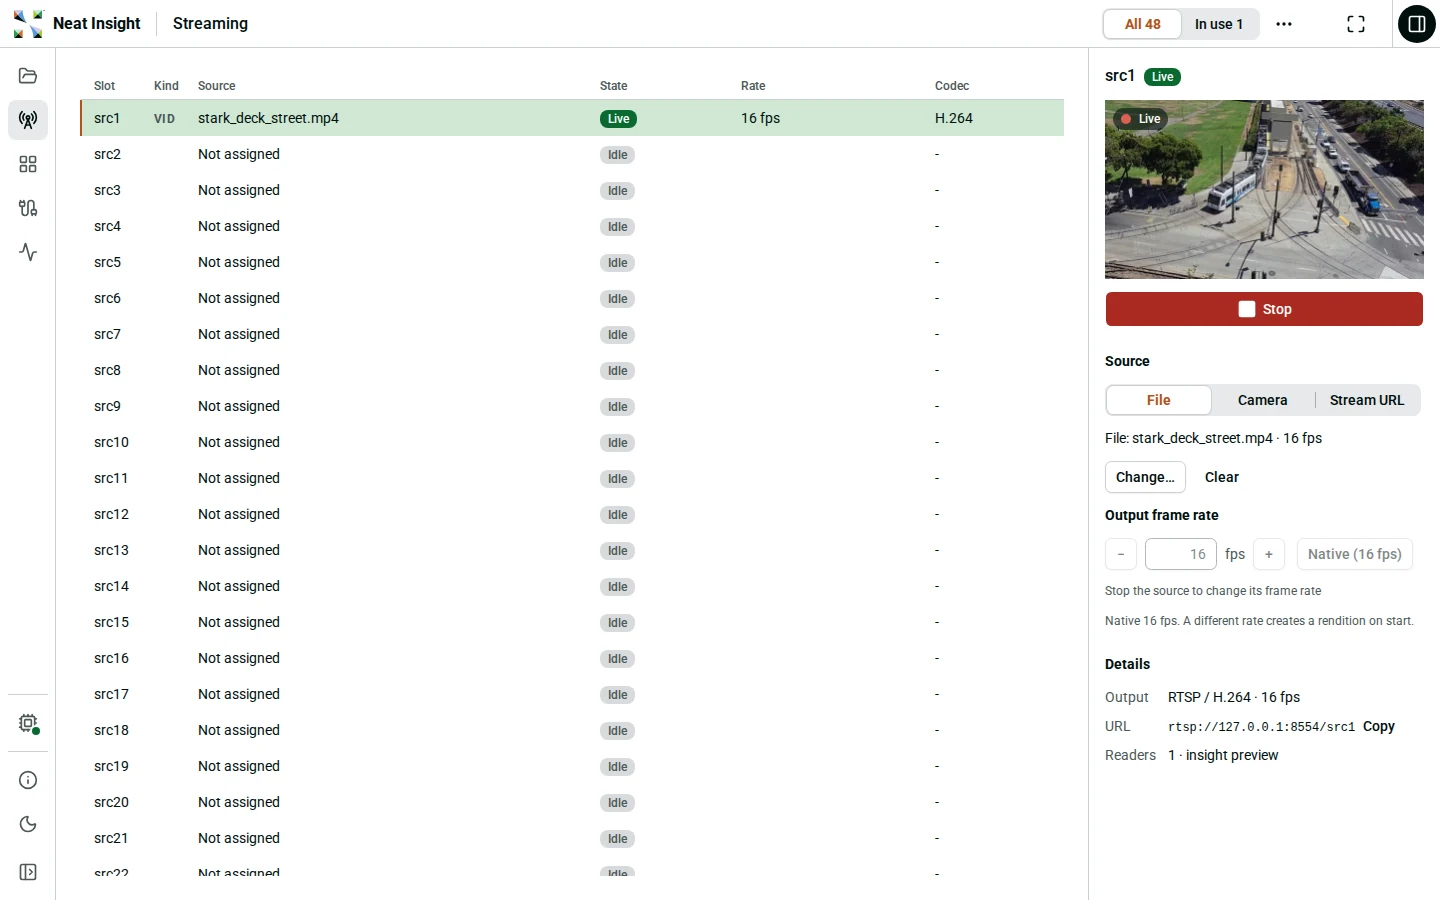 Neat Insight
Streaming
All 48
In use 1
Slot Kind Source State Rate Codec
src1 VID stark_deck_street.mp4 Live 16 fps H.264
src2 Not assigned Idle -
src3 Not assigned Idle -
src4 Not assigned Idle -
src5 Not assigned Idle -
src6 Not assigned Idle -
src7 Not assigned Idle -
src8 Not assigned Idle -
src9 Not assigned Idle -
src10 Not assigned Idle -
src11 Not assigned Idle -
src12 Not assigned Idle -
src13 Not assigned Idle -
src14 Not assigned Idle -
src15 Not assigned Idle -
src16 Not assigned Idle -
src17 Not assigned Idle -
src18 Not assigned Idle -
src19 Not assigned Idle -
src20 Not assigned Idle -
src21 Not assigned Idle -
src22 Not assigned Idle -
src1 Live
Live
Stop
Source
File Camera Stream URL
File: stark_deck_street.mp4 · 16 fps
Change... Clear
Output frame rate
− 16 fps + Native (16 fps)
Stop the source to change its frame rate
Native 16 fps. A different rate creates a rendition on start.
Details
Output RTSP / H.264 · 16 fps
URL rtsp://127.0.0.1:8554/src1 Copy
Readers 1 · insight preview